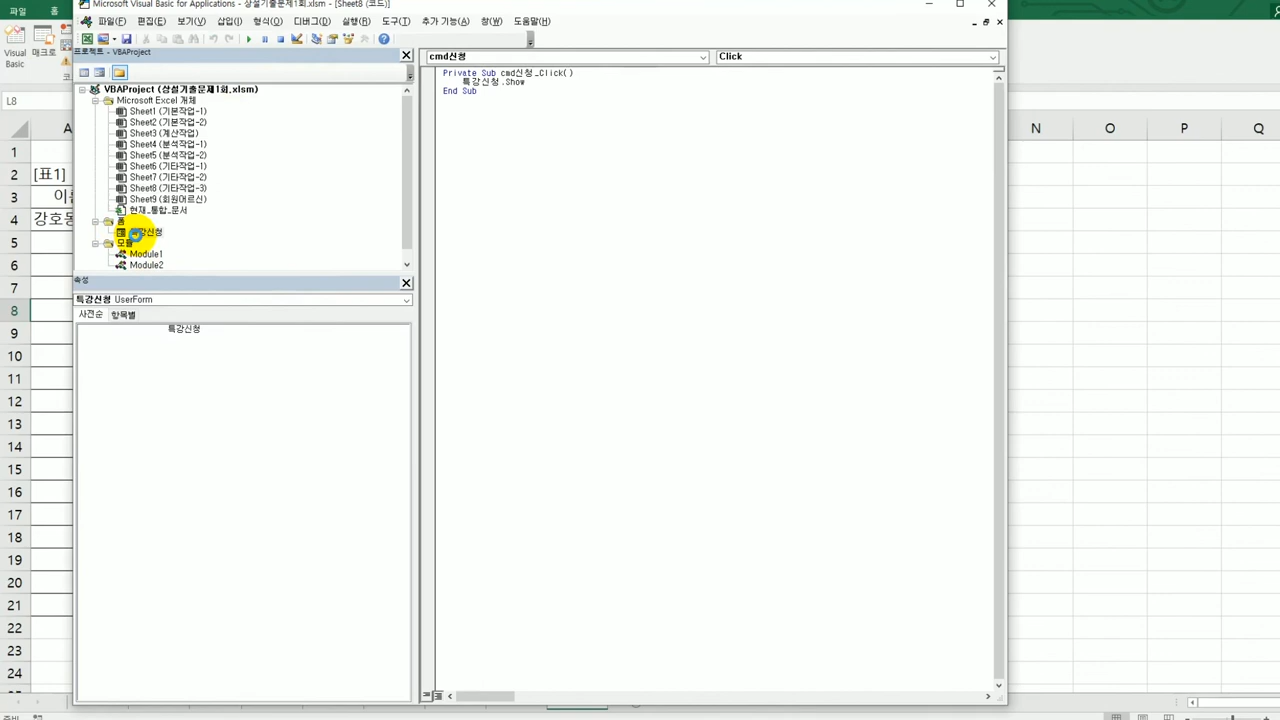 파일
홈
Visual
Basic
매크로
Microsoft Visual Basic for Applications - 상설기출문제1회.xlsm - [Sheet8 (코드)]
파일(F) 편집(E) 보기(V) 삽입(I) 형식(O) 디버그(D) 실행(R) 도구(T) 추가 기능(A) 창(W) 도움말(H)
프로젝트 - VBAProject
cmd신청
Click
VBAProject (상설기출문제1회.xlsm)
Microsoft Excel 개체
Sheet1 (기본작업-1)
Sheet2 (기본작업-2)
Sheet3 (계산작업)
Sheet4 (분석작업-1)
Sheet5 (분석작업-2)
Sheet6 (기타작업-1)
Sheet7 (기타작업-2)
Sheet8 (기타작업-3)
Sheet9 (회원어르신)
현재_통합_문서
폼
특강신청
모듈
Module1
Module2
속성
특강신청 UserForm
사전순 항목별
특강신청
Private Sub cmd신청_Click()
특강신청.Show
End Sub
L8
A N O P Q
1
2 [표1]
3
4 강호동
5
6
7
8
9
10
11
12
13
14
15
16
17
18
19
20
21
22
23
24